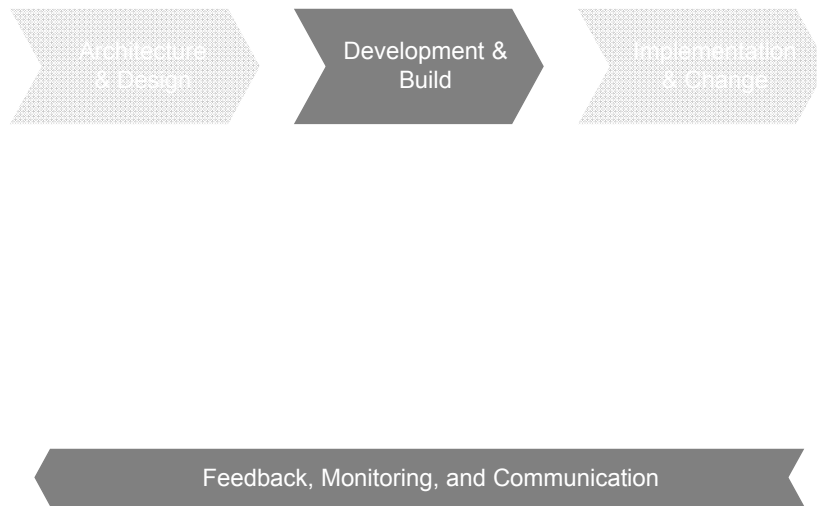 Architecture
& Design
Development &
Build
Implementation
& Change
Feedback, Monitoring, and Communication